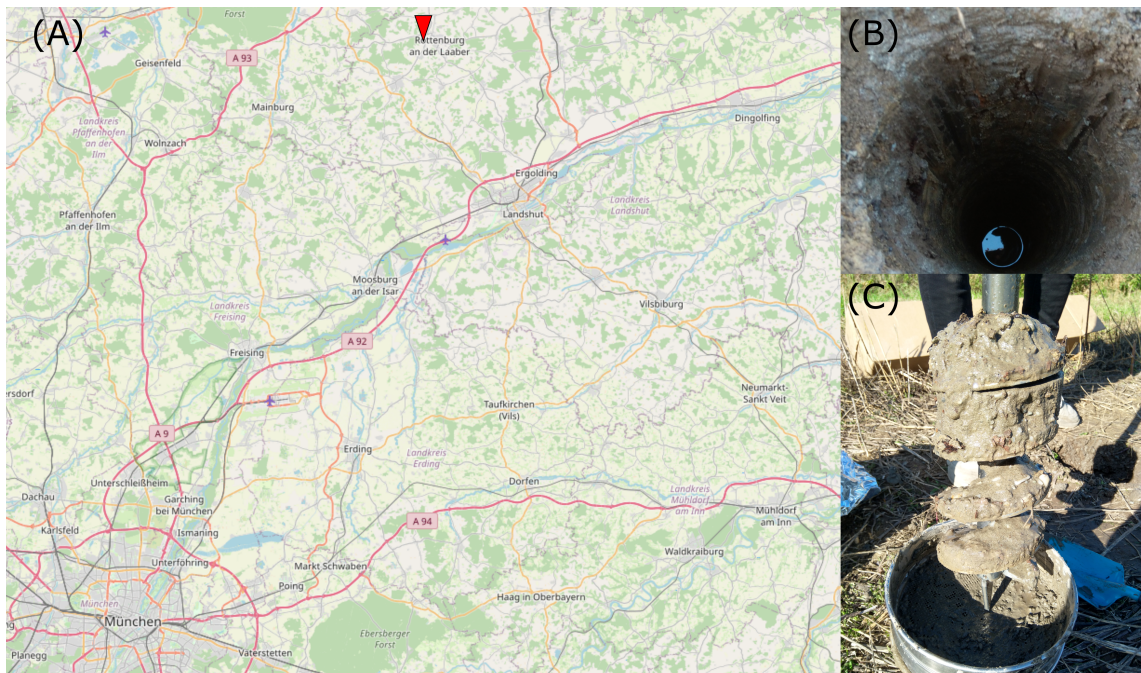 (A)
Forst
Geisenfeld
A 93
Rottenburg
an der Laaber
Mainburg
Landkreis
Pfaffenhofen
an der
Ilm
Wolnzach
Dingolfing
Ergolding
Landkreis
Landshut
Landshut
Pfaffenhofen
an der Ilm
Moosburg
an der Isar
Vilsbiburg
Landkreis
Freising
A 92
Freising
Neumarkt-
Sankt Veit
ersdorf
Taufkirchen
(Vils)
A 9
Erding
Landkreis
Erding
Dorfen
Landkreis
Mühldorf
am Inn
Unterschleißheim
Dachau
Garching
bei München
Mühldorf
am Inn
Karlsfeld
A 94
Ismaning
Waldkraiburg
Unterföhring
Markt Schwaben
Poing
München
Haag in Oberbayern
München
Ebersberger
Forst
Planegg
Vaterstetten
(B)
(C)